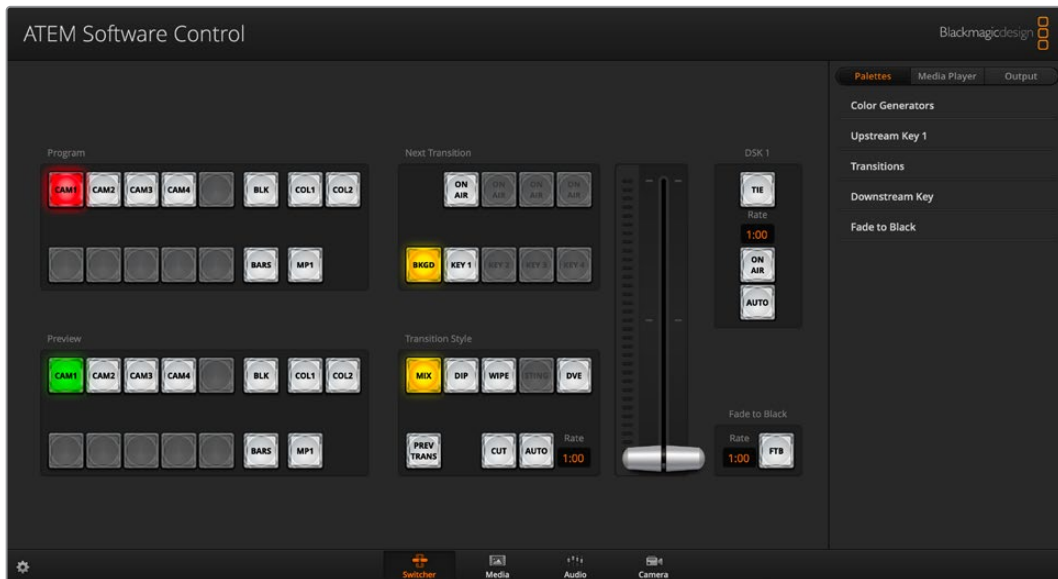 ATEM Software Control
Blackmagicdesign
Palettes Media Player Output
Color Generators
Upstream Key 1
Transitions
Downstream Key
Fade to Black
Program
CAM1 CAM2 CAM3 CAM4 BLK COL1 COL2
BARS MP1
Next Transition
ON AIR ON AIR ON AIR ON AIR
BKGD KEY 1 KEY 2 KEY 3 KEY 4
DSK 1
TIE
Rate
1:00
ON AIR
AUTO
Preview
CAM1 CAM2 CAM3 CAM4 BLK COL1 COL2
BARS MP1
Transition Style
MIX DIP WIPE STING DVE
PREV TRANS CUT AUTO Rate 1:00
Fade to Black
Rate
1:00 FTB
Switcher Media Audio Camera